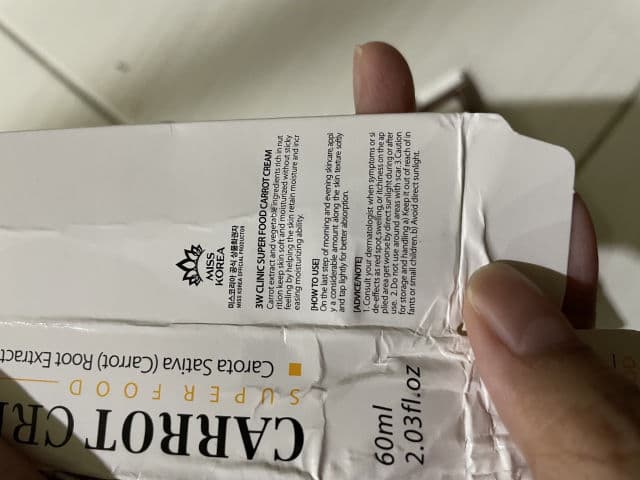 MISS
KOREA
미스코리아 공식 상품화권자
MISS KOREA OFFICIAL PRODUCTOR
3W CLINIC SUPER FOOD CARROT CREAM
Carrot extract and vegetable ingredients rich in nut
rition keep skin soft and moisturized without sticky
feeling by helping the skin retain moisture and incr
easing moisturizing ability.
[HOW TO USE]
On the last step of morning and evening skincare, appl
y a considerable amount along the skin texture softly
and tap lightly for better absorption.
[ADVICE/NOTE]
1. Consult your dermatologist when symptoms or si
de-effects as red spot, swelling, or itchiness on the ap
plied area get worse by direct sunlight during or after
use. 2. Do not use around areas with scar. 3. Caution
for storage and handling a) Keep it out of reach of in
fants or small children. b) Avoid direct sunlight.
Carota Sativa (Carrot) Root Extract
SUPER FOOD
CARROT CR
60ml
2.03fl.oz